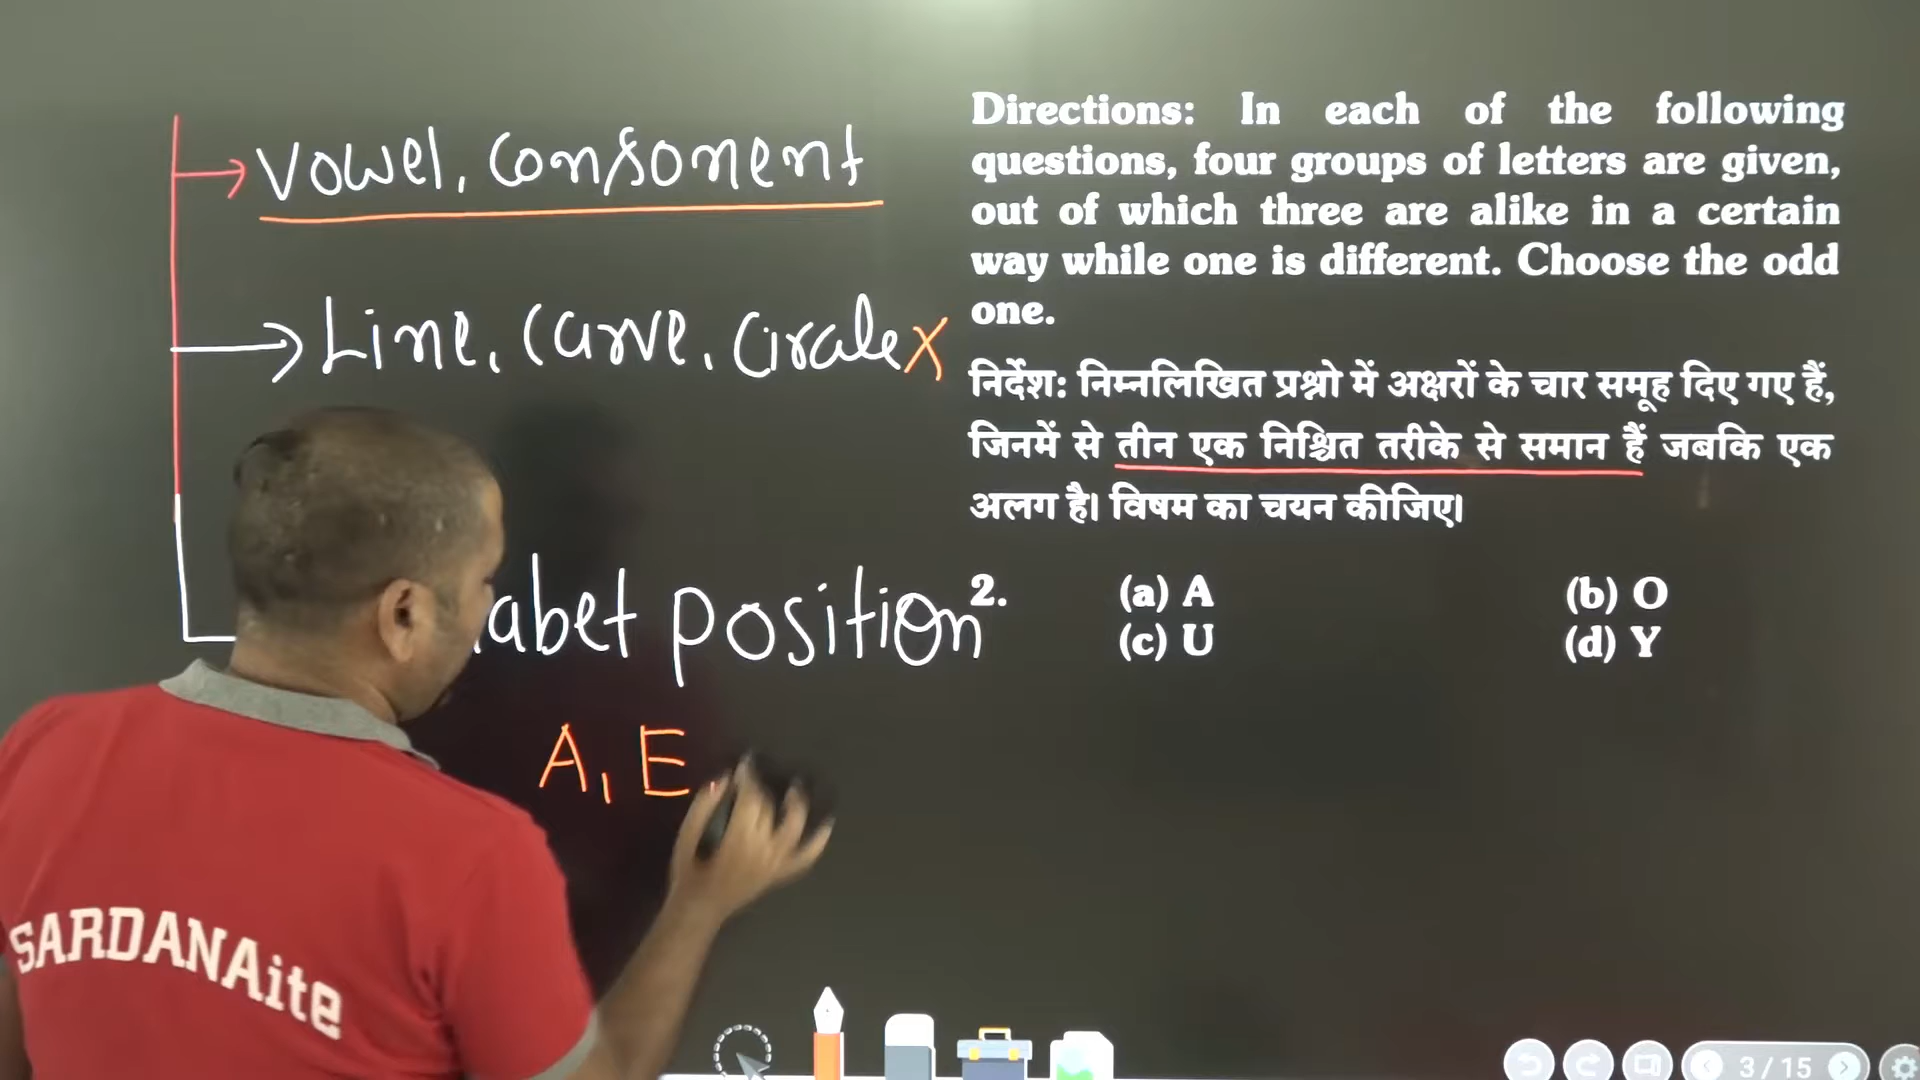 vowel, Consonent
Line, Curve, Circle X
position
A, E
Directions: In each of the following
questions, four groups of letters are given,
out of which three are alike in a certain
way while one is different. Choose the odd
one.
निर्देश: निम्नलिखित प्रश्नो में अक्षरों के चार समूह दिए गए हैं,
जिनमें से तीन एक निश्चित तरीके से समान हैं जबकि एक
अलग है। विषम का चयन कीजिए।
2. (a) A (b) O
(c) U (d) Y
SARDANAite
3 / 15